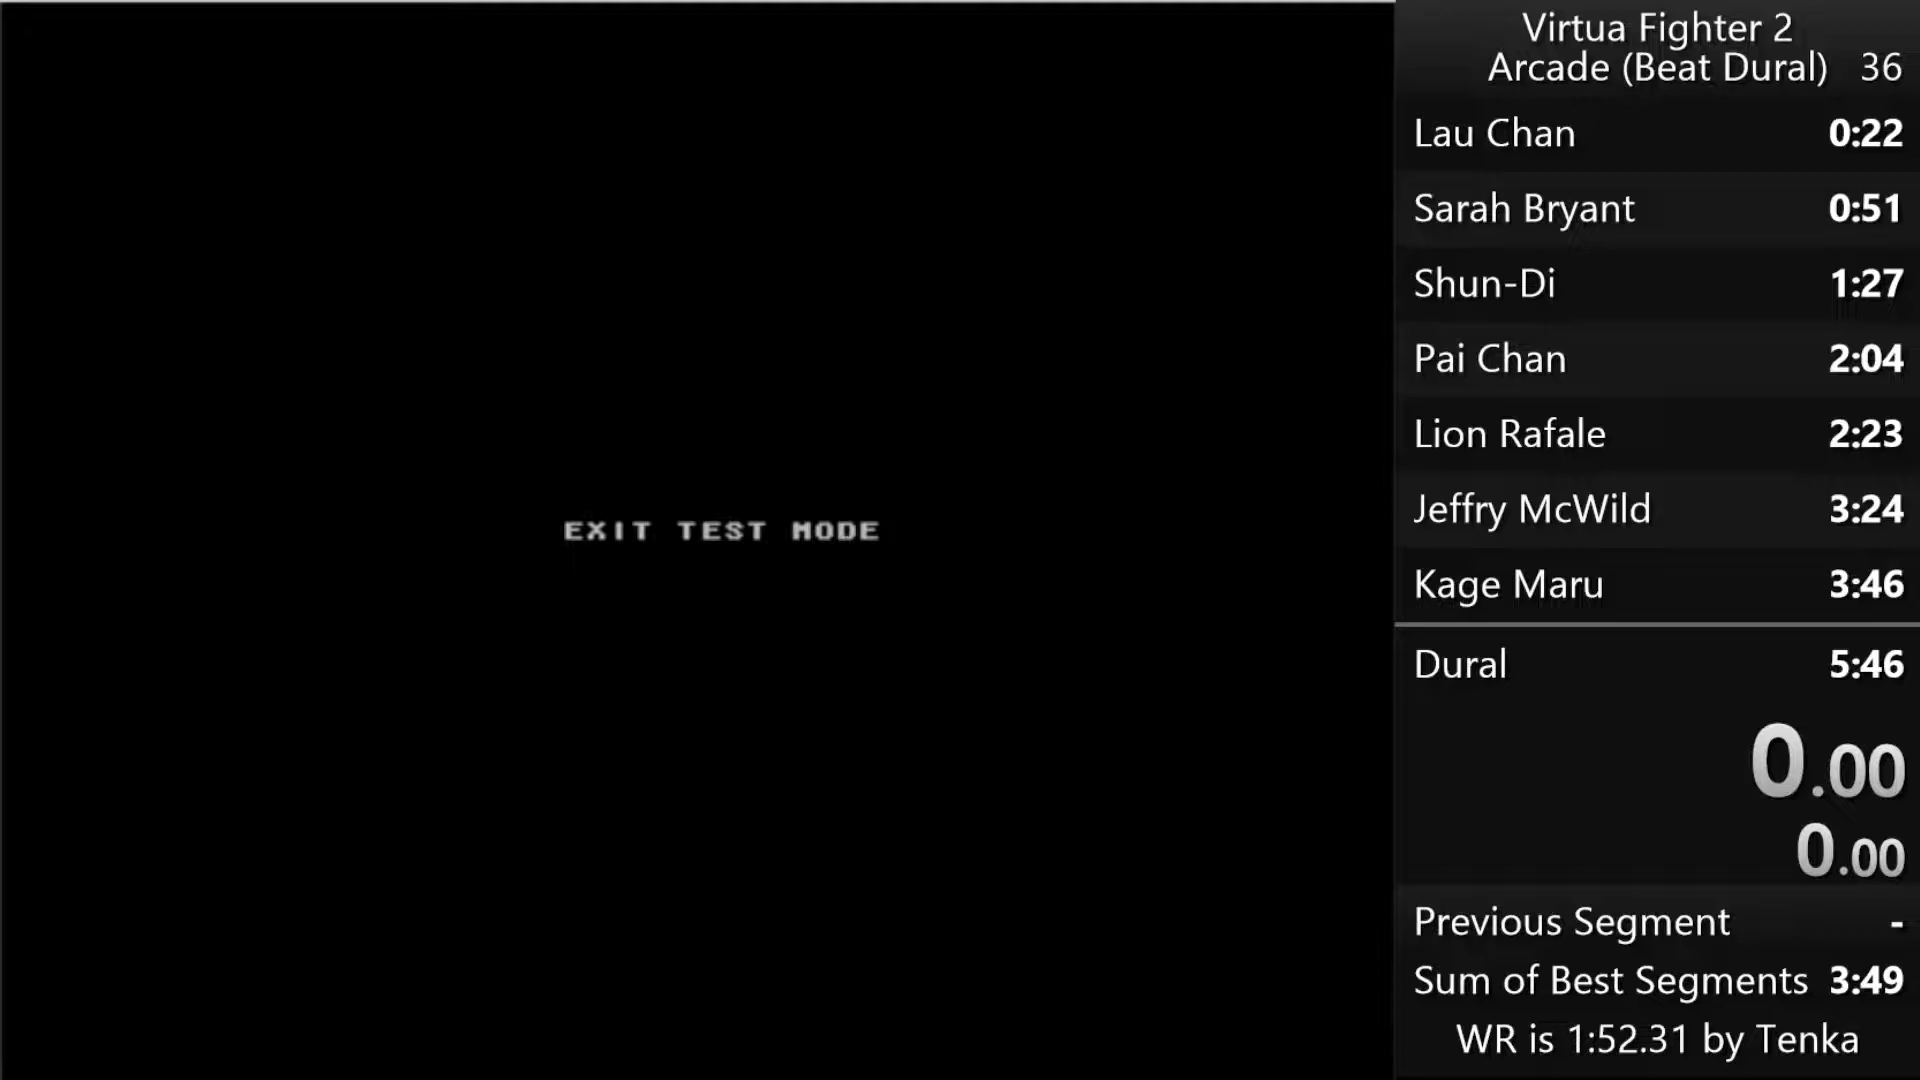 EXIT TEST MODE
Virtua Fighter 2
Arcade (Beat Dural) 36
Lau Chan 0:22
Sarah Bryant 0:51
Shun-Di 1:27
Pai Chan 2:04
Lion Rafale 2:23
Jeffry McWild 3:24
Kage Maru 3:46
Dural 5:46
0.00
0.00
Previous Segment -
Sum of Best Segments 3:49
WR is 1:52.31 by Tenka